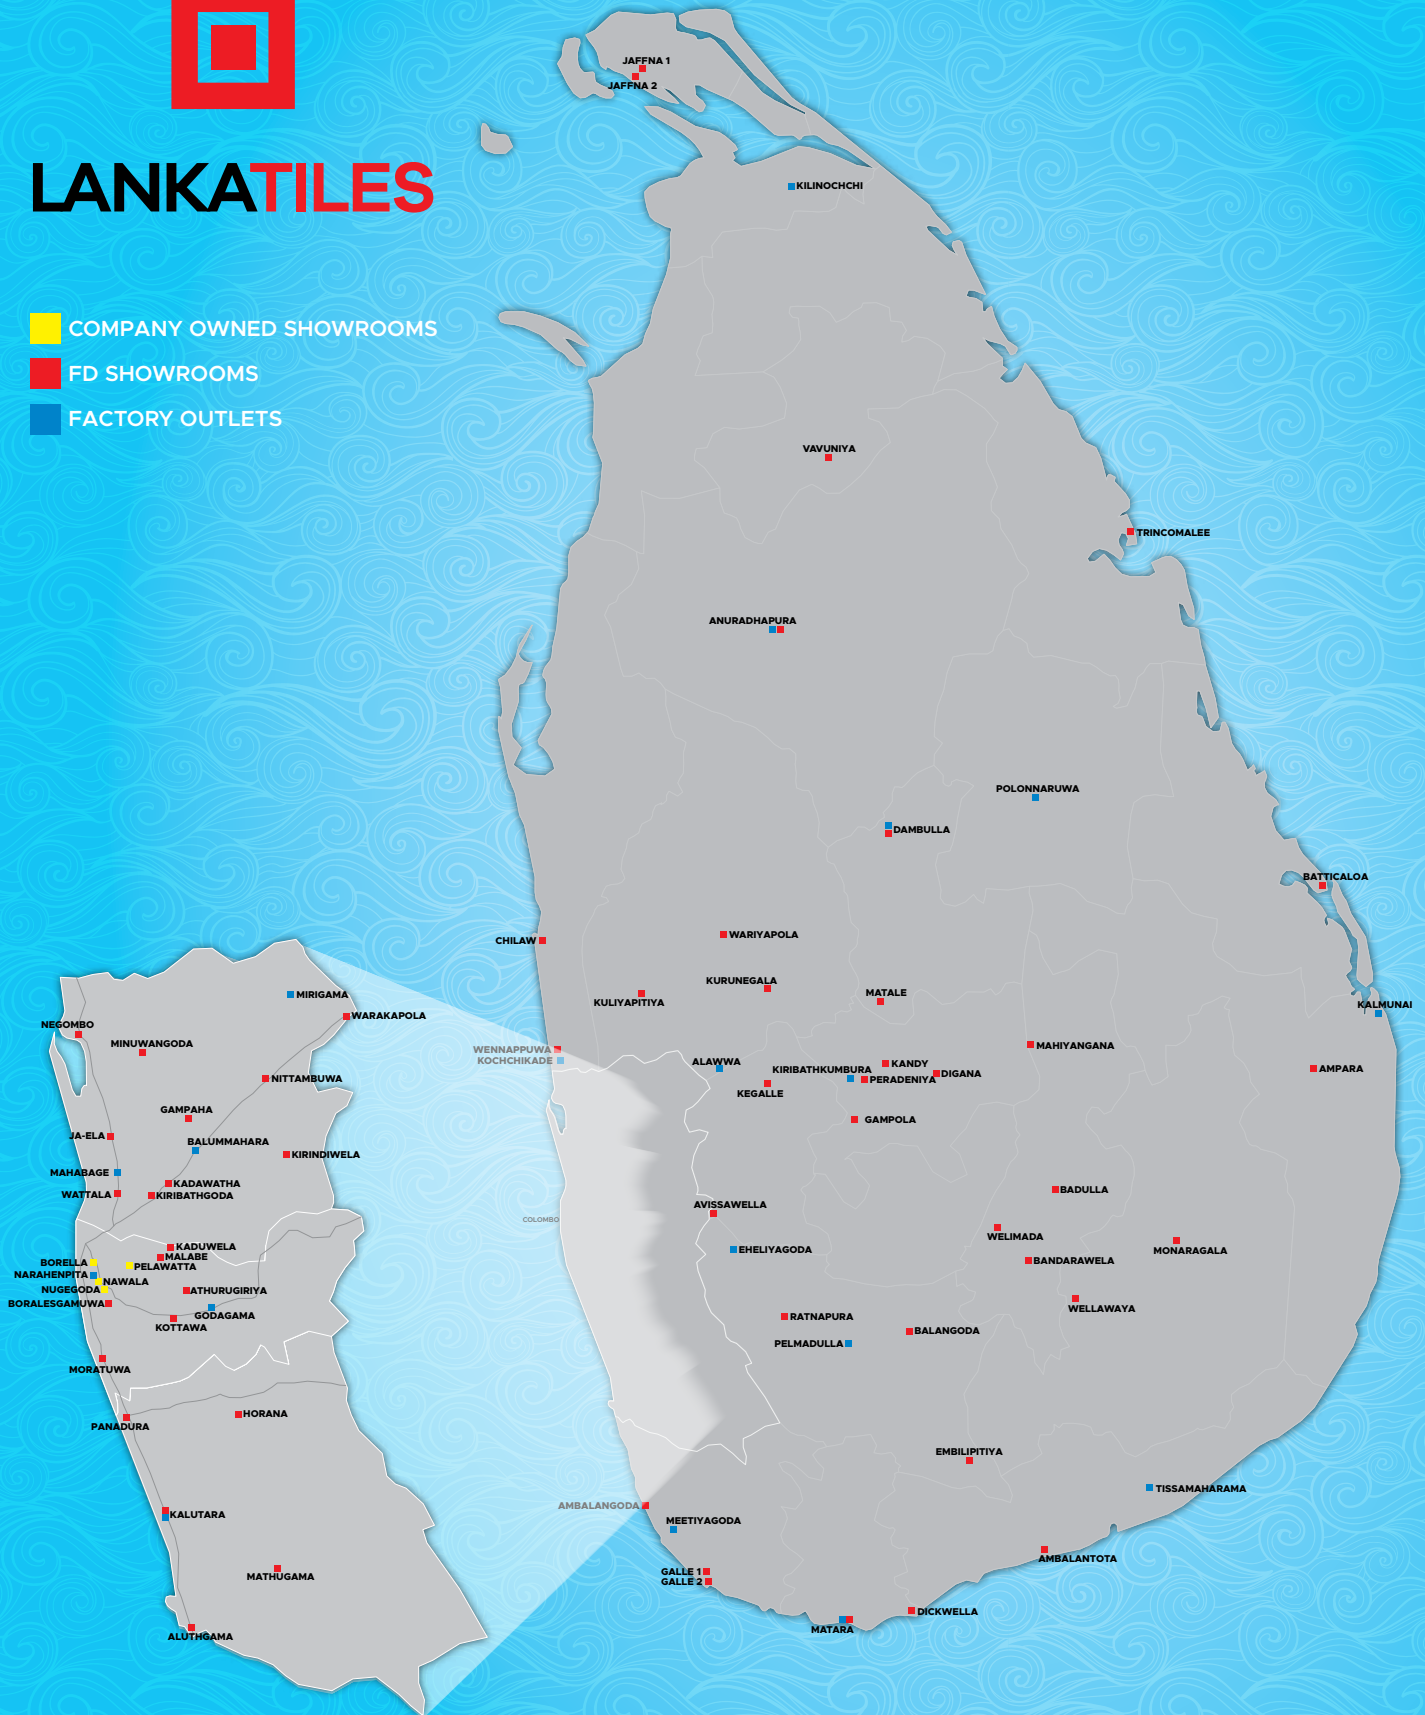 LANKATILES
COMPANY OWNED SHOWROOMS
FD SHOWROOMS
FACTORY OUTLETS
JAFFNA 1
JAFFNA 2
KILINOCHCHI
VAVUNIYA
TRINCOMALEE
ANURADHAPURA
POLONNARUWA
DAMBULLA
BATTICALOA
CHILAW
WARIYAPOLA
KURUNEGALA
KULIYAPITIYA
MATALE
KALMUNAI
WENNAPPUWA
KOCHCHIKADE
ALAWWA
KEGALLE
KIRIBATHKUMBURA
KANDY
PERADENIYA
DIGANA
MAHIYANGANA
AMPARA
GAMPOLA
BADULLA
AVISSAWELLA
COLOMBO
WELIMADA
MONARAGALA
EHELIYAGODA
BANDARAWELA
WELLAWAYA
RATNAPURA
BALANGODA
PELMADULLA
EMBILIPITIYA
TISSAMAHARAMA
AMBALANGODA
MEETIYAGODA
AMBALANTOTA
GALLE 1
GALLE 2
DICKWELLA
MATARA
MIRIGAMA
WARAKAPOLA
NEGOMBO
MINUWANGODA
NITTAMBUWA
GAMPAHA
JA-ELA
BALUMMAHARA
KIRINDIWELA
MAHABAGE
KADAWATHA
WATTALA
KIRIBATHGODA
KADUWELA
MALABE
BORELLA
PELAWATTA
NARAHENPITA
NAWALA
NUGEGODA
ATHURUGIRIYA
BORALESGAMUWA
GODAGAMA
KOTTAWA
MORATUWA
HORANA
PANADURA
KALUTARA
MATHUGAMA
ALUTHGAMA